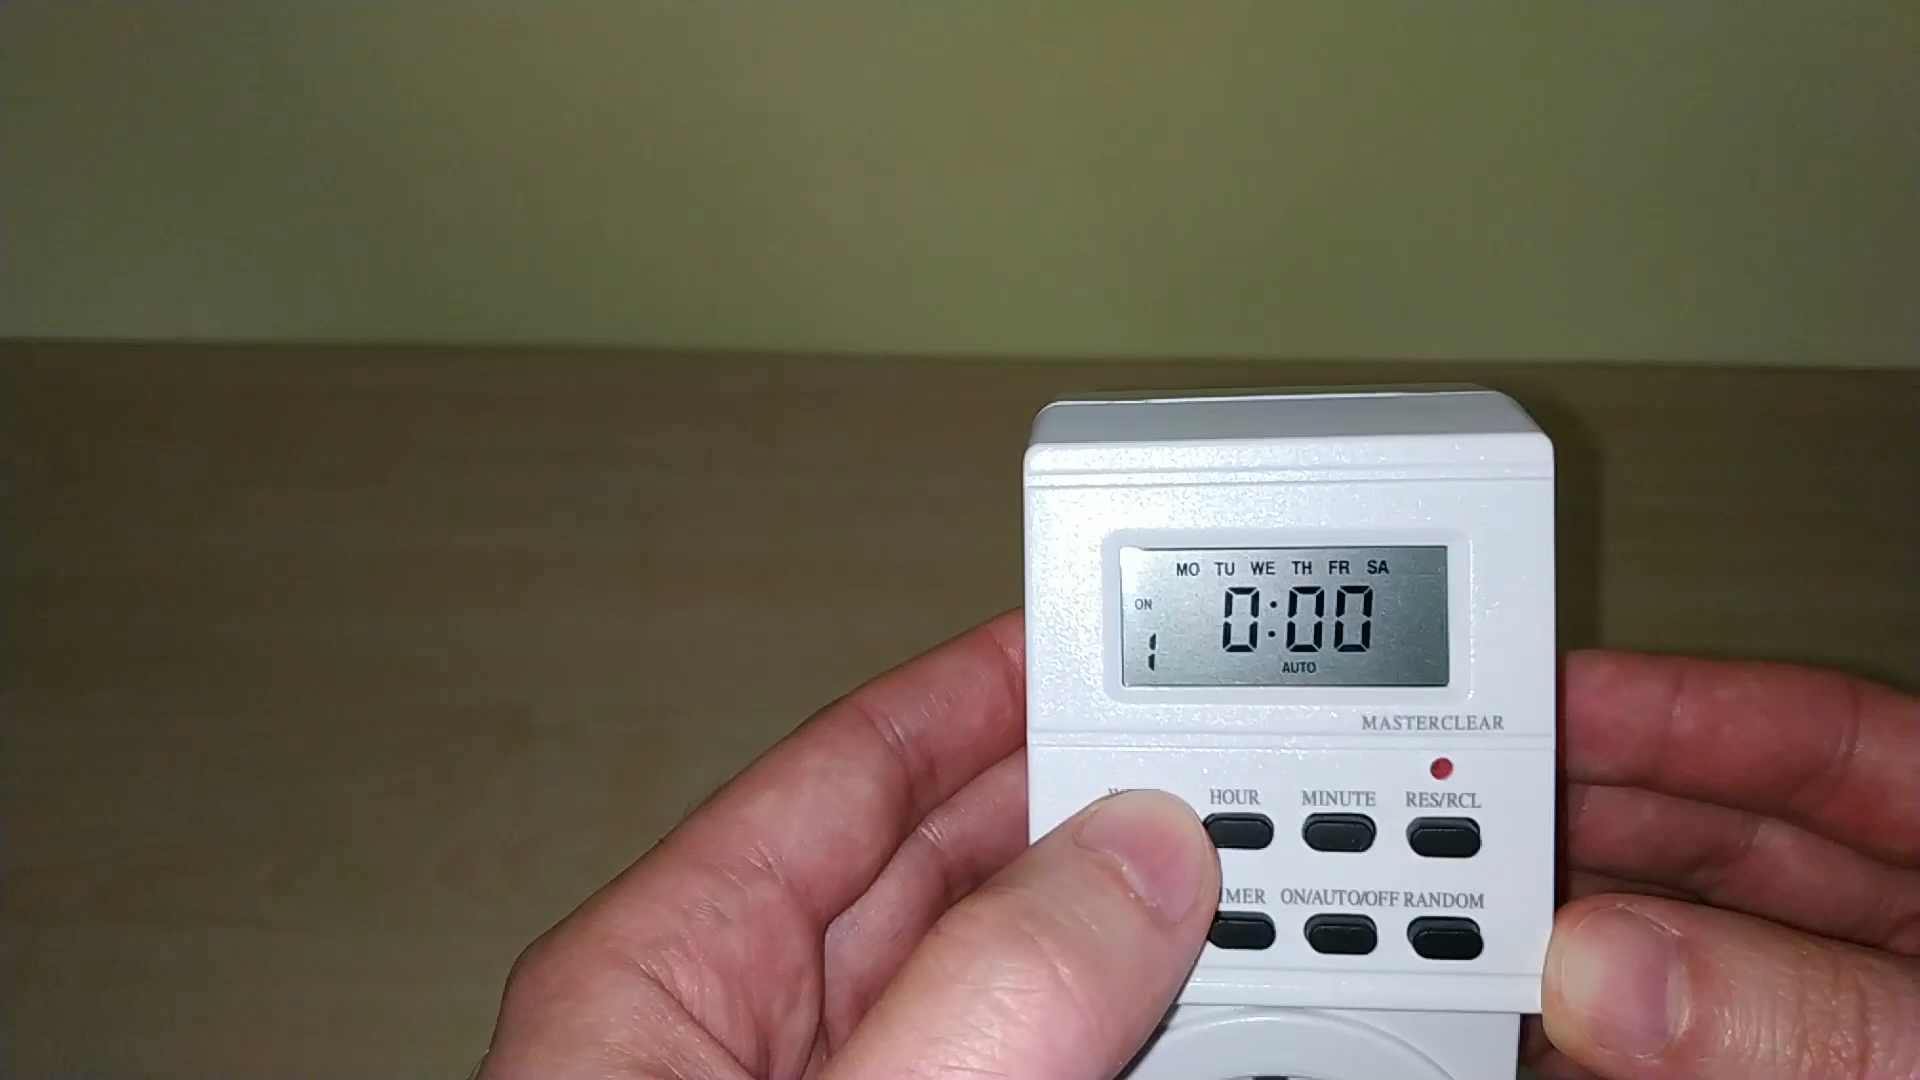 MO TU WE TH FR SA
ON
1 0:00
AUTO
MASTERCLEAR
HOUR MINUTE RES/RCL
ON/AUTO/OFF RANDOM